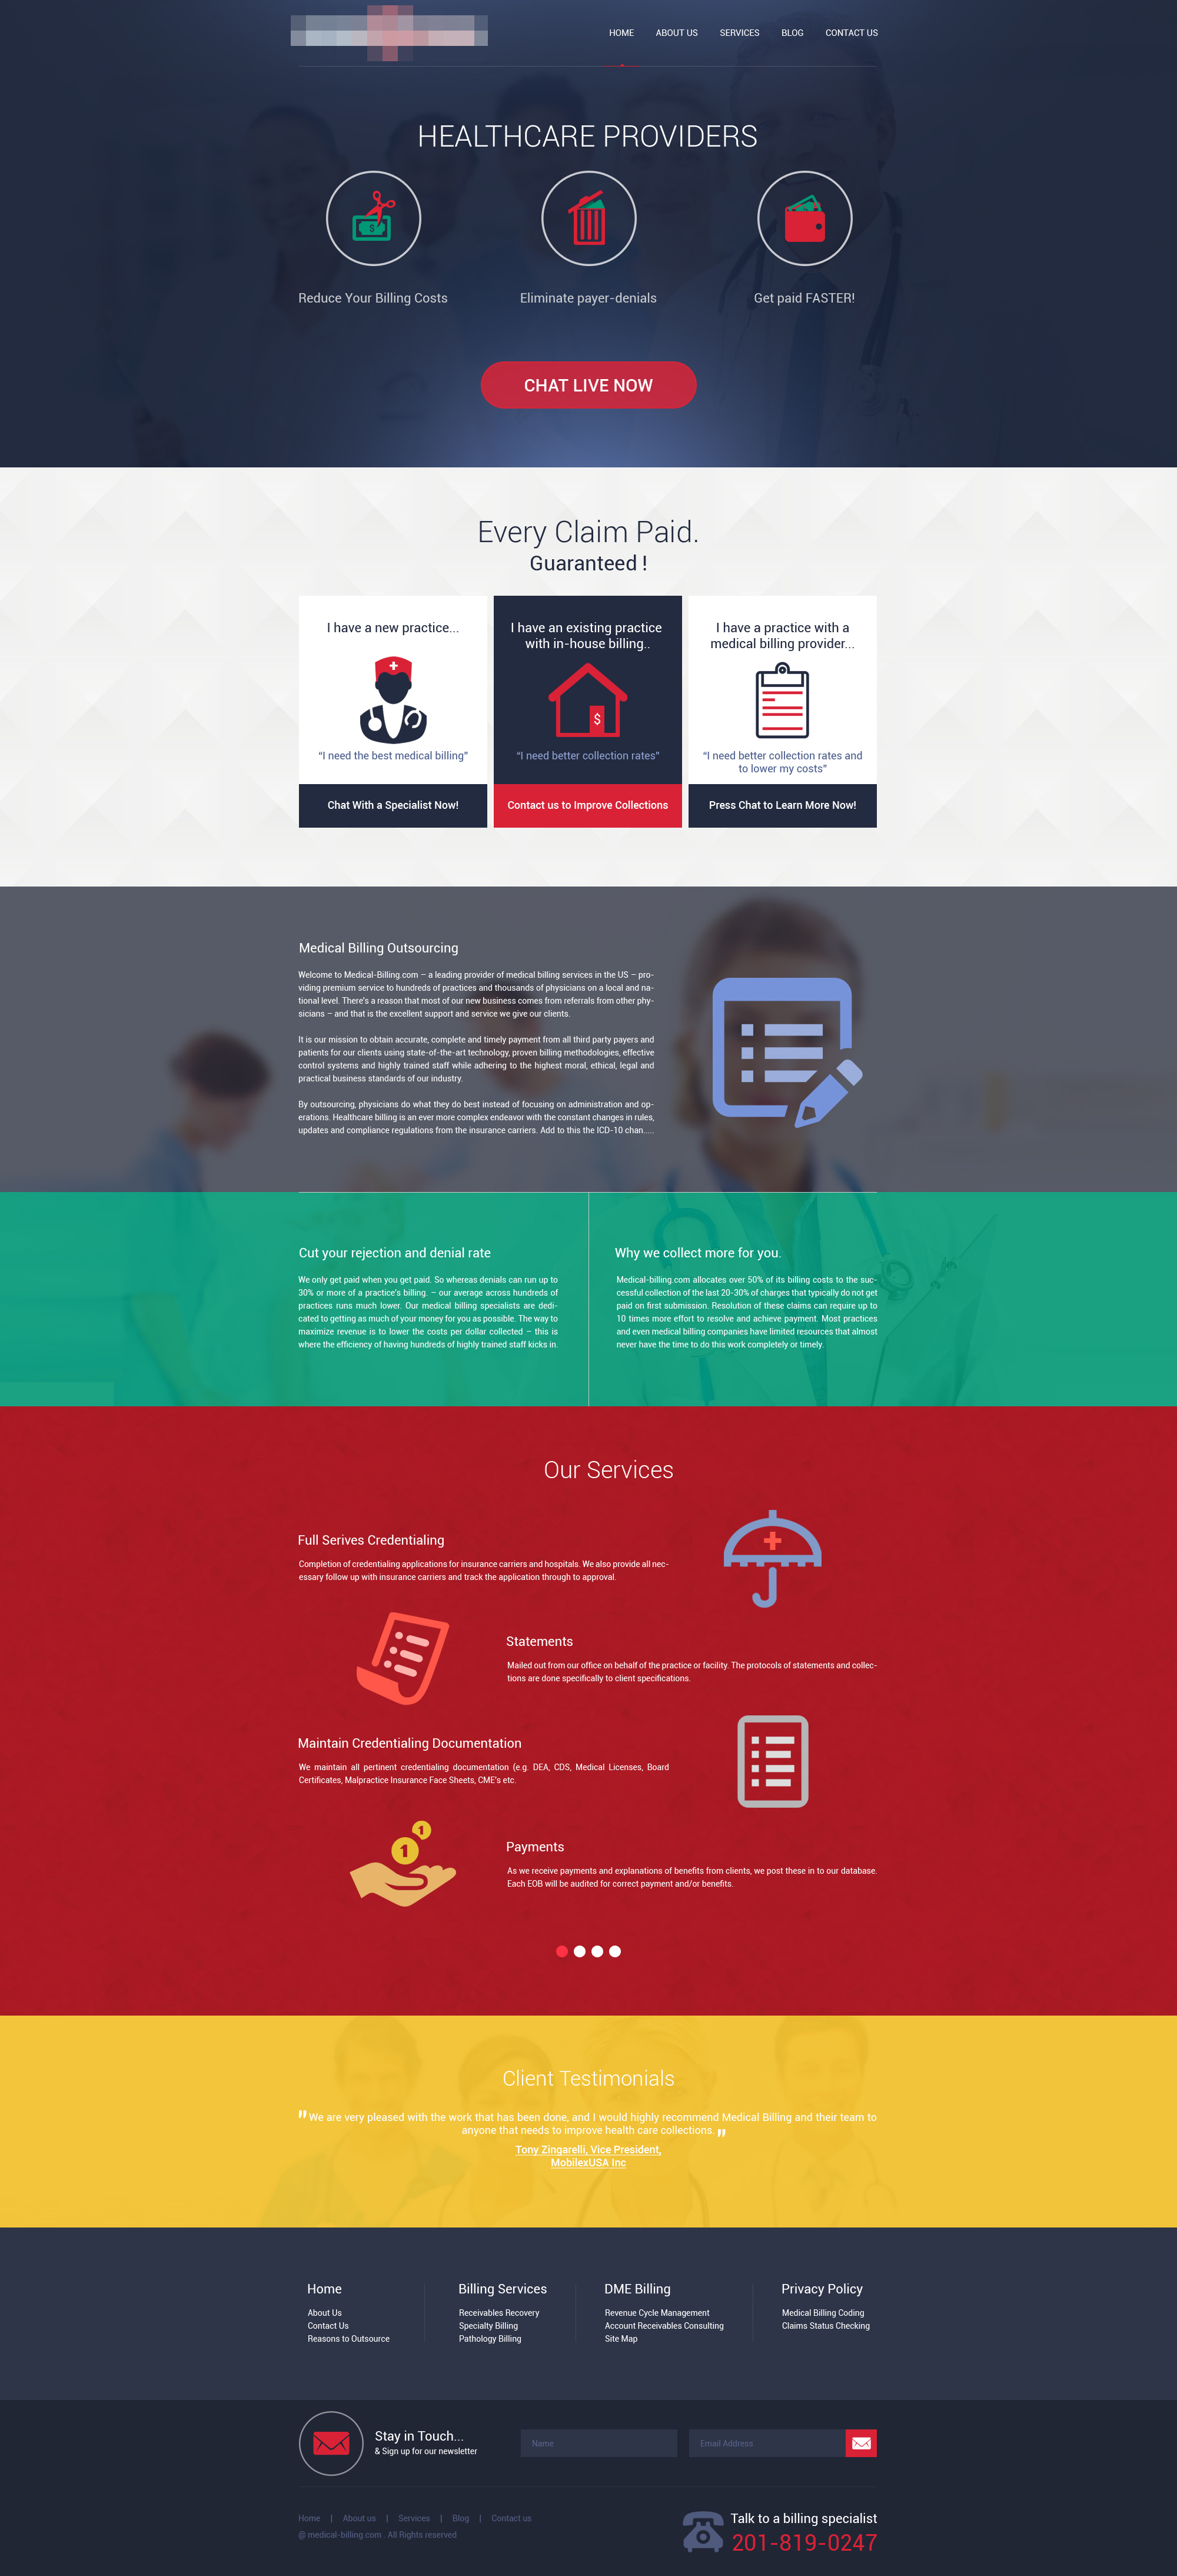 HOME ABOUT US SERVICES BLOG CONTACT US
HEALTHCARE PROVIDERS
Reduce Your Billing Costs
Eliminate payer-denials
Get paid FASTER!
CHAT LIVE NOW
Every Claim Paid.
Guaranteed !
I have a new practice...
“I need the best medical billing”
Chat With a Specialist Now!
I have an existing practice
with in-house billing..
$
“I need better collection rates”
Contact us to Improve Collections
I have a practice with a
medical billing provider...
“I need better collection rates and
to lower my costs”
Press Chat to Learn More Now!
Medical Billing Outsourcing
Welcome to Medical-Billing.com – a leading provider of medical billing services in the US – pro-
viding premium service to hundreds of practices and thousands of physicians on a local and na-
tional level. There's a reason that most of our new business comes from referrals from other phy-
sicians – and that is the excellent support and service we give our clients.
It is our mission to obtain accurate, complete and timely payment from all third party payers and
patients for our clients using state-of-the-art technology, proven billing methodologies, effective
control systems and highly trained staff while adhering to the highest moral, ethical, legal and
practical business standards of our industry.
By outsourcing, physicians do what they do best instead of focusing on administration and op-
erations. Healthcare billing is an ever more complex endeavor with the constant changes in rules,
updates and compliance regulations from the insurance carriers. Add to this the ICD-10 chan.....
Cut your rejection and denial rate
We only get paid when you get paid. So whereas denials can run up to
30% or more of a practice's billing. – our average across hundreds of
practices runs much lower. Our medical billing specialists are dedi-
cated to getting as much of your money for you as possible. The way to
maximize revenue is to lower the costs per dollar collected – this is
where the efficiency of having hundreds of highly trained staff kicks in.
Why we collect more for you.
Medical-billing.com allocates over 50% of its billing costs to the suc-
cessful collection of the last 20-30% of charges that typically do not get
paid on first submission. Resolution of these claims can require up to
10 times more effort to resolve and achieve payment. Most practices
and even medical billing companies have limited resources that almost
never have the time to do this work completely or timely.
Our Services
Full Serives Credentialing
Completion of credentialing applications for insurance carriers and hospitals. We also provide all nec-
essary follow up with insurance carriers and track the application through to approval.
Statements
Mailed out from our office on behalf of the practice or facility. The protocols of statements and collec-
tions are done specifically to client specifications.
Maintain Credentialing Documentation
We maintain all pertinent credentialing documentation (e.g. DEA, CDS, Medical Licenses, Board
Certificates, Malpractice Insurance Face Sheets, CME's etc.
1
1
Payments
As we receive payments and explanations of benefits from clients, we post these in to our database.
Each EOB will be audited for correct payment and/or benefits.
Client Testimonials
" We are very pleased with the work that has been done, and I would highly recommend Medical Billing and their team to
anyone that needs to improve health care collections. "
Tony Zingarelli, Vice President,
MobilexUSA Inc
Home
About Us
Contact Us
Reasons to Outsource
Billing Services
Receivables Recovery
Specialty Billing
Pathology Billing
DME Billing
Revenue Cycle Management
Account Receivables Consulting
Site Map
Privacy Policy
Medical Billing Coding
Claims Status Checking
Stay in Touch...
& Sign up for our newsletter
Name
Email Address
Home | About us | Services | Blog | Contact us
@ medical-billing.com . All Rights reserved
Talk to a billing specialist
201-819-0247